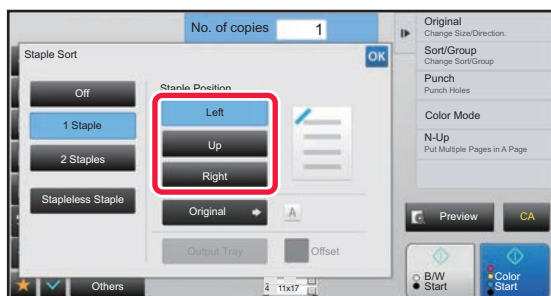 No. of copies 1
Staple Sort
OK
Off
1 Staple
2 Staples
Stapleless Staple
Staple Position
Left
Up
Right
Original
A
Output Tray
Offset
Others
11x17
Original
Change Size/Direction.
Sort/Group
Change Sort/Group
Punch
Punch Holes
Color Mode
N-Up
Put Multiple Pages in A Page
Preview
CA
B/W
Start
Color
Start